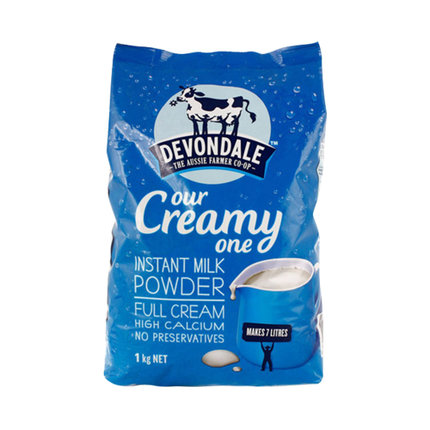 DEVONDALE™
- THE AUSSIE FARMER CO-OP -
our
Creamy
one
INSTANT MILK
POWDER
FULL CREAM
HIGH CALCIUM
NO PRESERVATIVES
1 kg NET
MAKES 7 LITRES